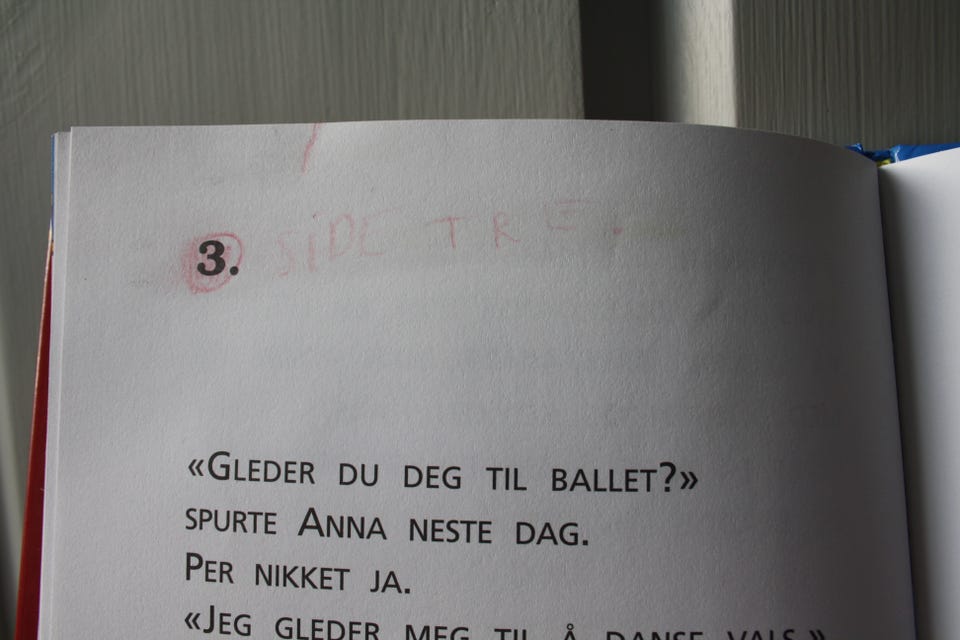 3. SIDE TRE.
«GLEDER DU DEG TIL BALLET?»
SPURTE ANNA NESTE DAG.
PER NIKKET JA.
«JEG GLEDER MEG TIL Å DANSE VALS,»